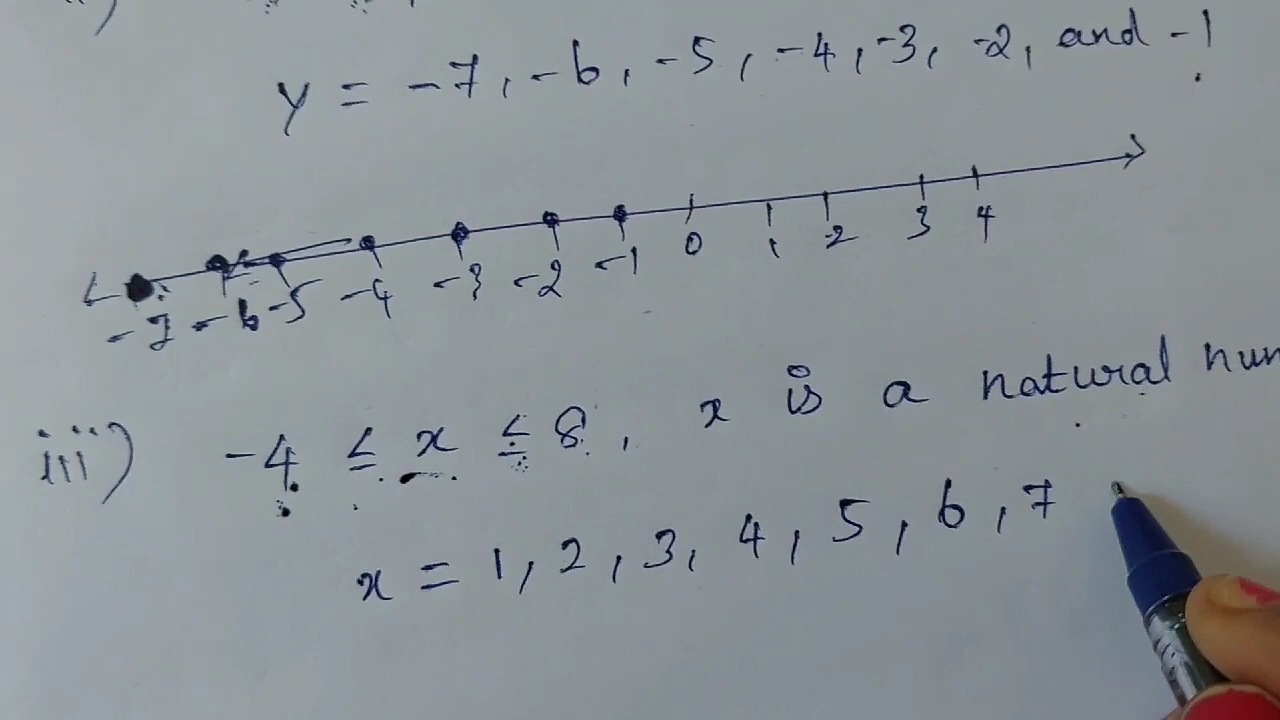 y = -7, -6, -5, -4, -3, -2, and -1
-7 -6 -5 -4 -3 -2 -1 0 1 2 3 4
iii) -4 ≤ x ≤ 8, x is a natural num
x = 1, 2, 3, 4, 5, 6, 7